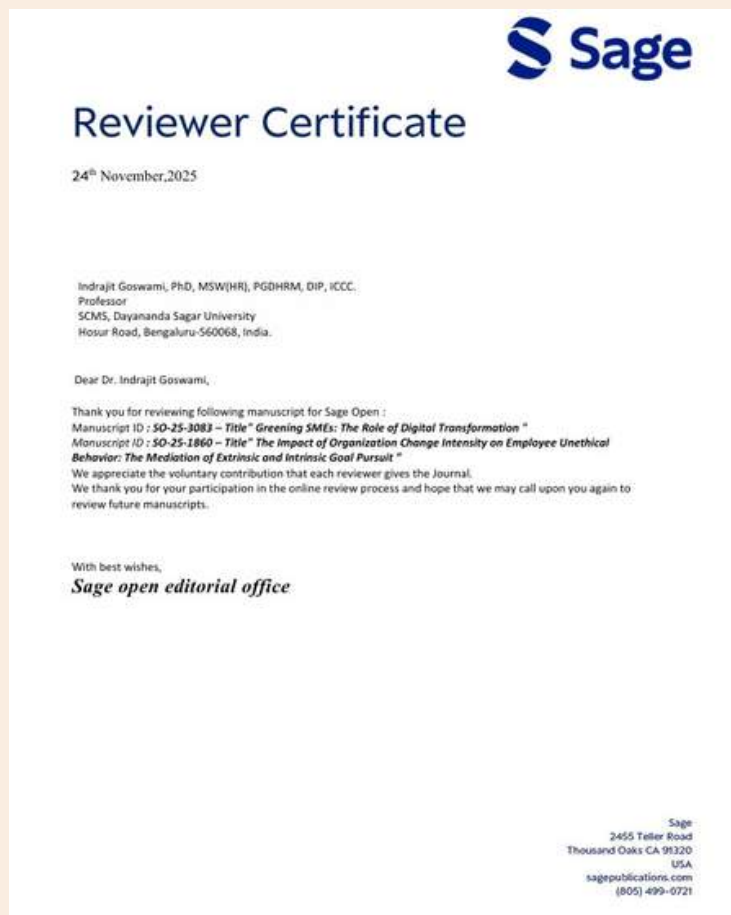 Sage
Reviewer Certificate
24th November,2025
Indrajit Goswami, PhD, MSW(HR), PGDHRM, DIP, ICCC.
Professor
SCMS, Dayananda Sagar University
Hosur Road, Bengaluru-560068, India.
Dear Dr. Indrajit Goswami,
Thank you for reviewing following manuscript for Sage Open :
Manuscript ID : SO-25-3083 – Title" Greening SMEs: The Role of Digital Transformation "
Manuscript ID : SO-25-1860 – Title" The Impact of Organization Change Intensity on Employee Unethical
Behavior: The Mediation of Extrinsic and Intrinsic Goal Pursuit "
We appreciate the voluntary contribution that each reviewer gives the Journal.
We thank you for your participation in the online review process and hope that we may call upon you again to
review future manuscripts.
With best wishes,
Sage open editorial office
Sage
2455 Teller Road
Thousand Oaks CA 91320
USA
sagepublications.com
(805) 499-0721